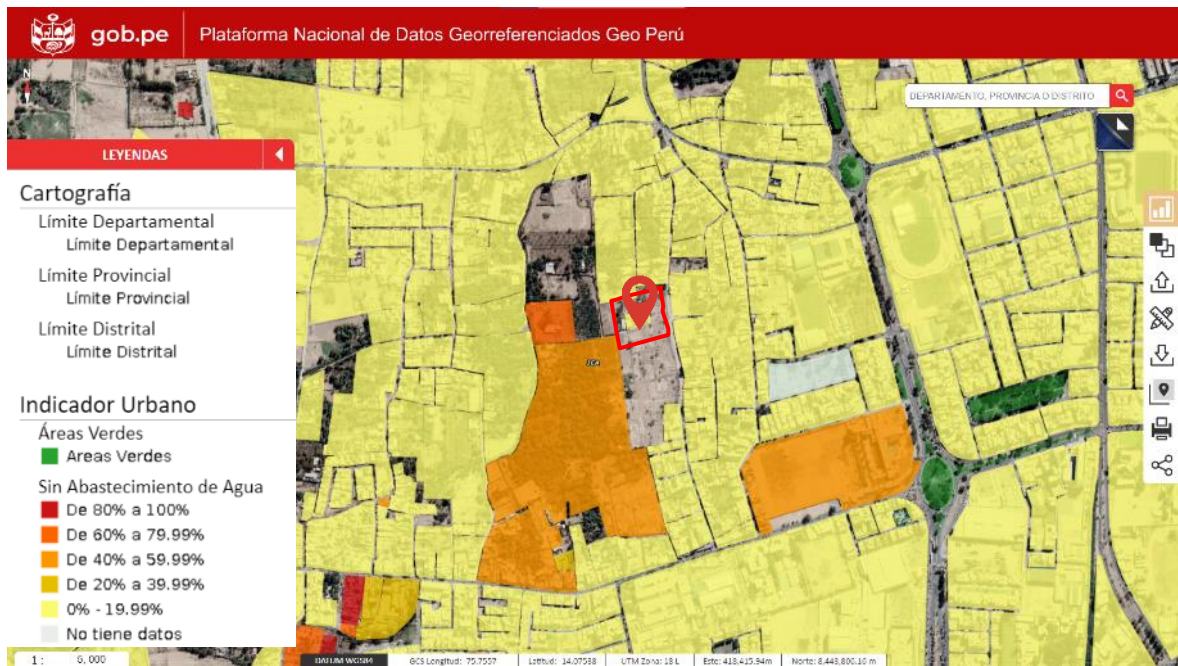 gob.pe
Plataforma Nacional de Datos Georreferenciados Geo Perú
N
DEPARTAMENTO, PROVINCIA O DISTRITO
LEYENDAS
Cartografía
Límite Departamental
Límite Departamental
Límite Provincial
Límite Provincial
Límite Distrital
Límite Distrital
ICA
Indicador Urbano
Áreas Verdes
Areas Verdes
Sin Abastecimiento de Agua
De 80% a 100%
De 60% a 79.99%
De 40% a 59.99%
De 20% a 39.99%
0% - 19.99%
No tiene datos
1 : 6,000
DATUM WGS84
GCS Longitud: 75.7557
Latitud: 14.07538
UTM Zona: 18 L
Este: 418,415.94m
Norte: 8,443,800.16 m